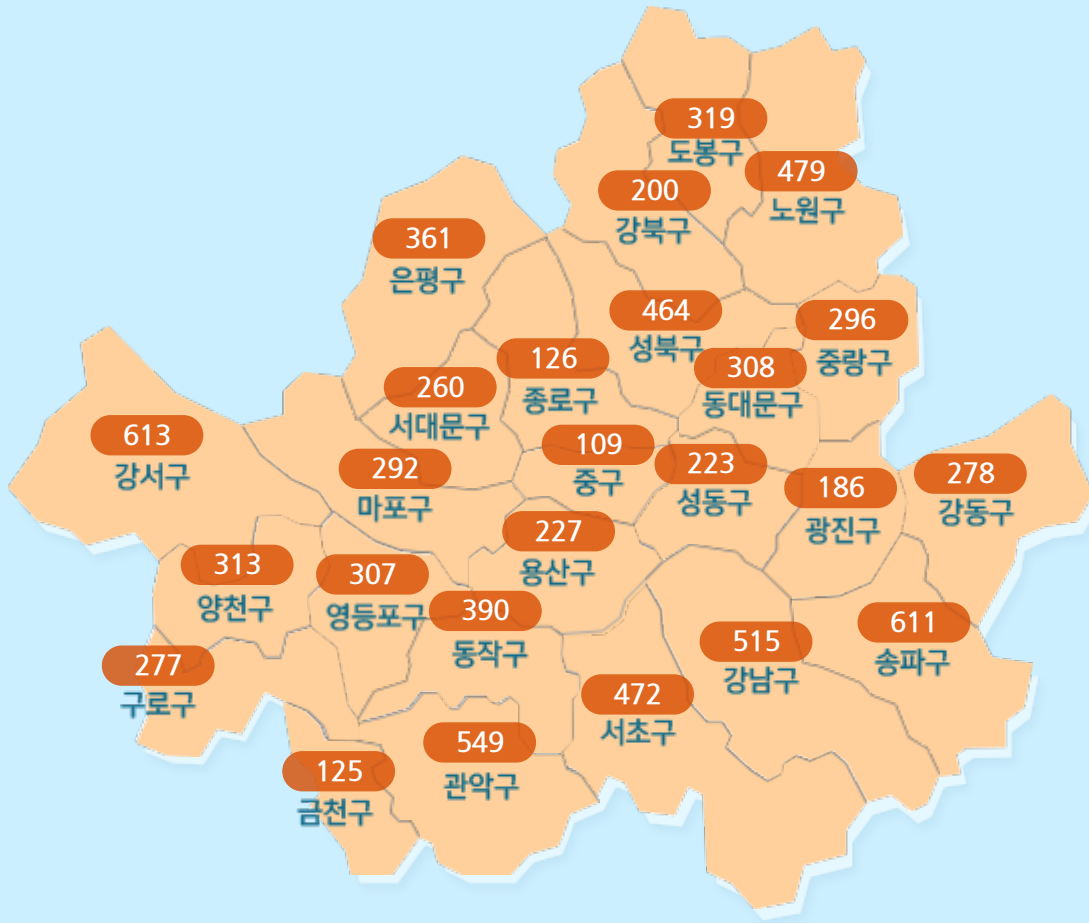 319
도봉구
479
노원구
200
강북구
361
은평구
464
성북구
296
중랑구
126
종로구
308
동대문구
260
서대문구
613
강서구
109
중구
223
성동구
292
마포구
186
광진구
278
강동구
227
용산구
313
양천구
307
영등포구
390
동작구
611
송파구
515
강남구
277
구로구
472
서초구
549
관악구
125
금천구